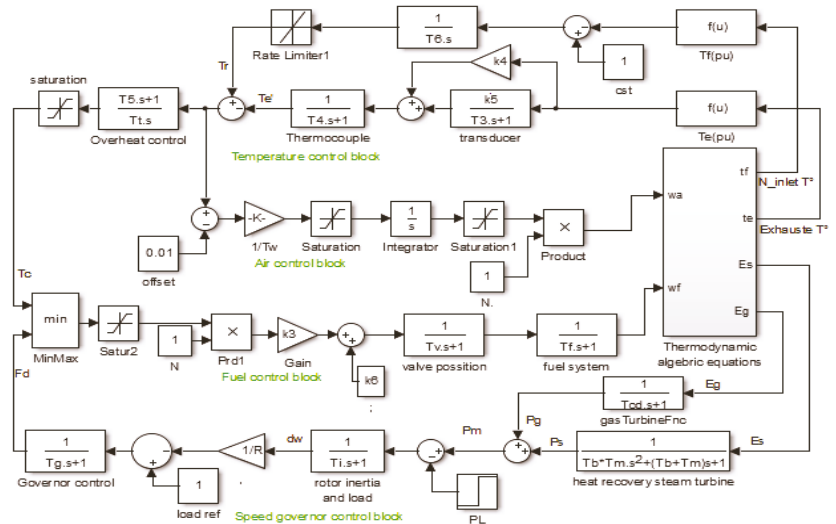 f(u)
Tf(pu)
1
T6.s
Rate Limiter1
1
cst
Tr
k4
saturation
T5.s+1
Tt.s
Overheat control
Te'
1
T4.s+1
Thermocouple
k5
T3.s+1
transducer
f(u)
Te(pu)
Temperature control block
tf
N_inlet T°
wa
te
Exhauste T°
-K-
1/Tw
Saturation
1
s
Integrator
Saturation1
×
Product
0.01
offset
Air control block
1
N.
Es
Tc
min
MinMax
Satur2
1
N
×
Prd1
k3
Gain
k6
;
1
Tv.s+1
valve possition
1
Tf.s+1
fuel system
wf
Eg
Thermodynamic
algebric equations
Fuel control block
Fd
1
Tcd.s+1
gasTurbineFnc
Eg
Pg
1
Tg.s+1
Governor control
1
load ref
1/R
dw
1
Ti.s+1
rotor inertia
and load
Pm
PL
Ps
1
Tb*Tm.s²+(Tb+Tm)s+1
heat recovery steam turbine
Es
Speed governor control block